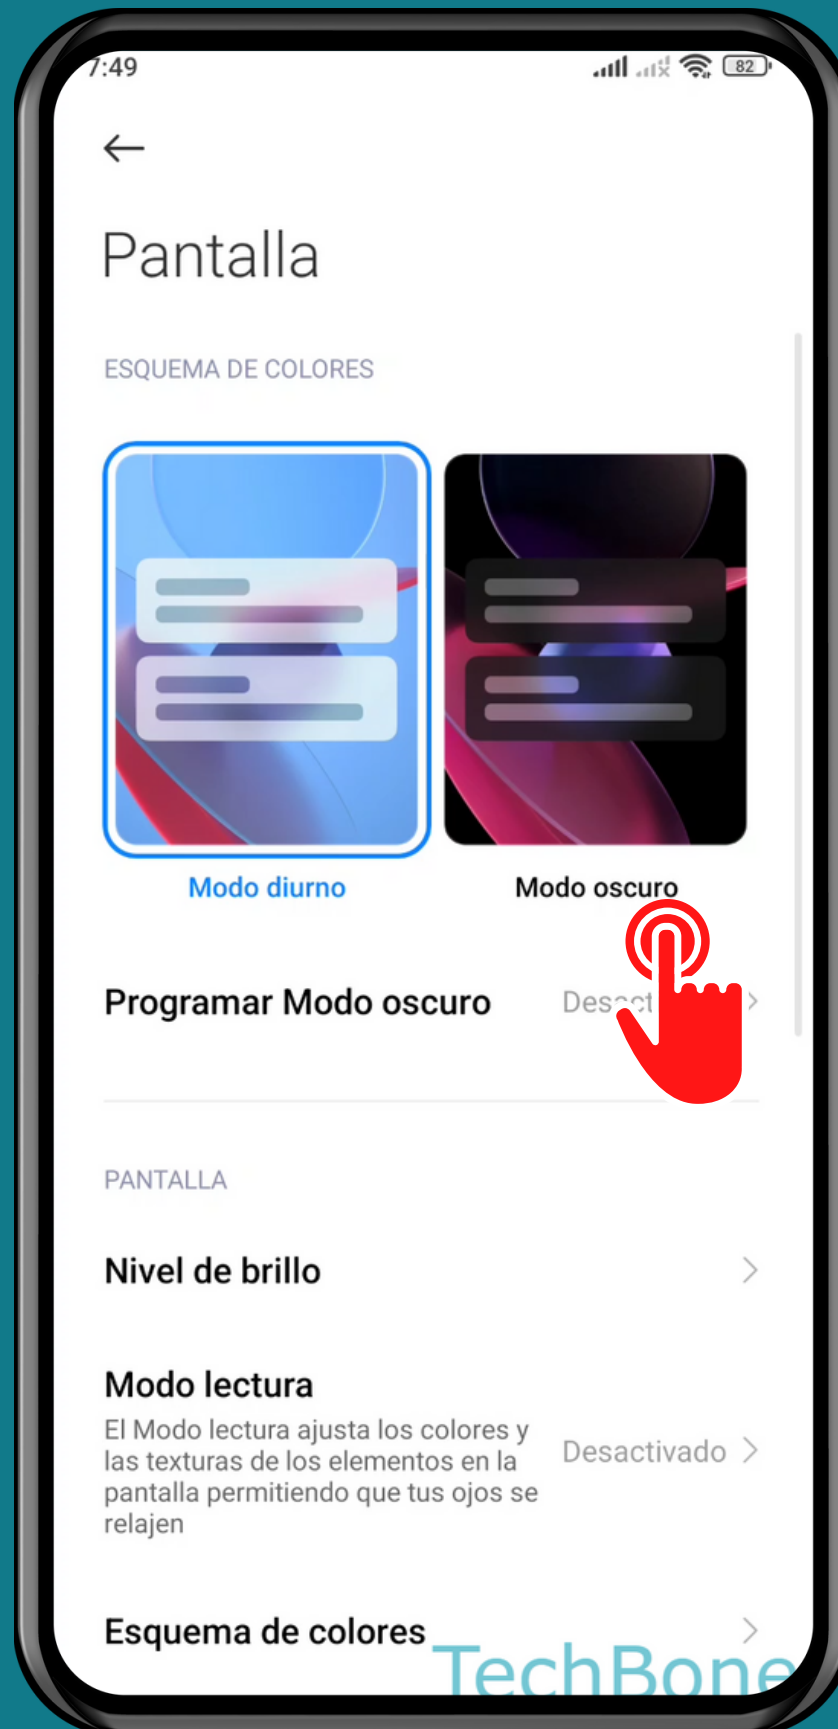 7:49
82
Pantalla
ESQUEMA DE COLORES
Modo diurno
Modo oscuro
Programar Modo oscuro
PANTALLA
Nivel de brillo
Modo lectura
El Modo lectura ajusta los colores y
las texturas de los elementos en la
pantalla permitiendo que tus ojos se
relajen
Desactivado
Esquema de colores
TechBone